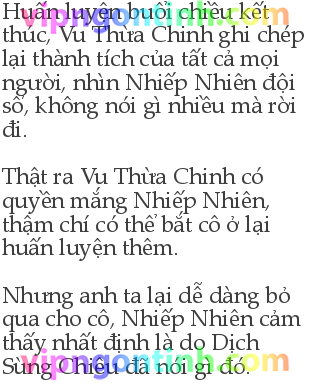 Huấn luyện buổi chiều kết
thúc, Vu Thừa Chinh ghi chép
lại thành tích của tất cả mọi
người, nhìn Nhiếp Nhiên đội
sổ, không nói gì nhiều mà rời
đi.
Thật ra Vu Thừa Chinh có
quyền mắng Nhiếp Nhiên,
thậm chí có thể bắt cô ở lại
huấn luyện thêm.
Nhưng anh ta lại dễ dàng bỏ
qua cho cô, Nhiếp Nhiên cảm
thấy nhất định là do Dịch
Sùng Chiêu đã nói gì đó.
vipngontinh.com
vipngontinh.com